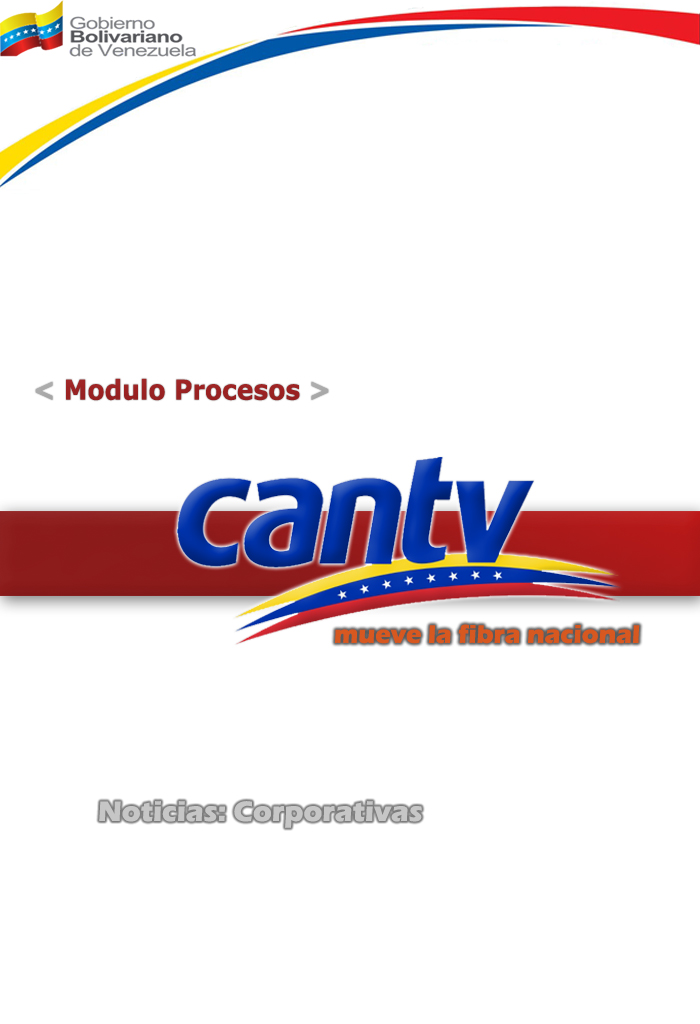 Gobierno
Bolivariano
de Venezuela
< Modulo Procesos >
cantv
mueve la fibra nacional
Noticias: Corporativas